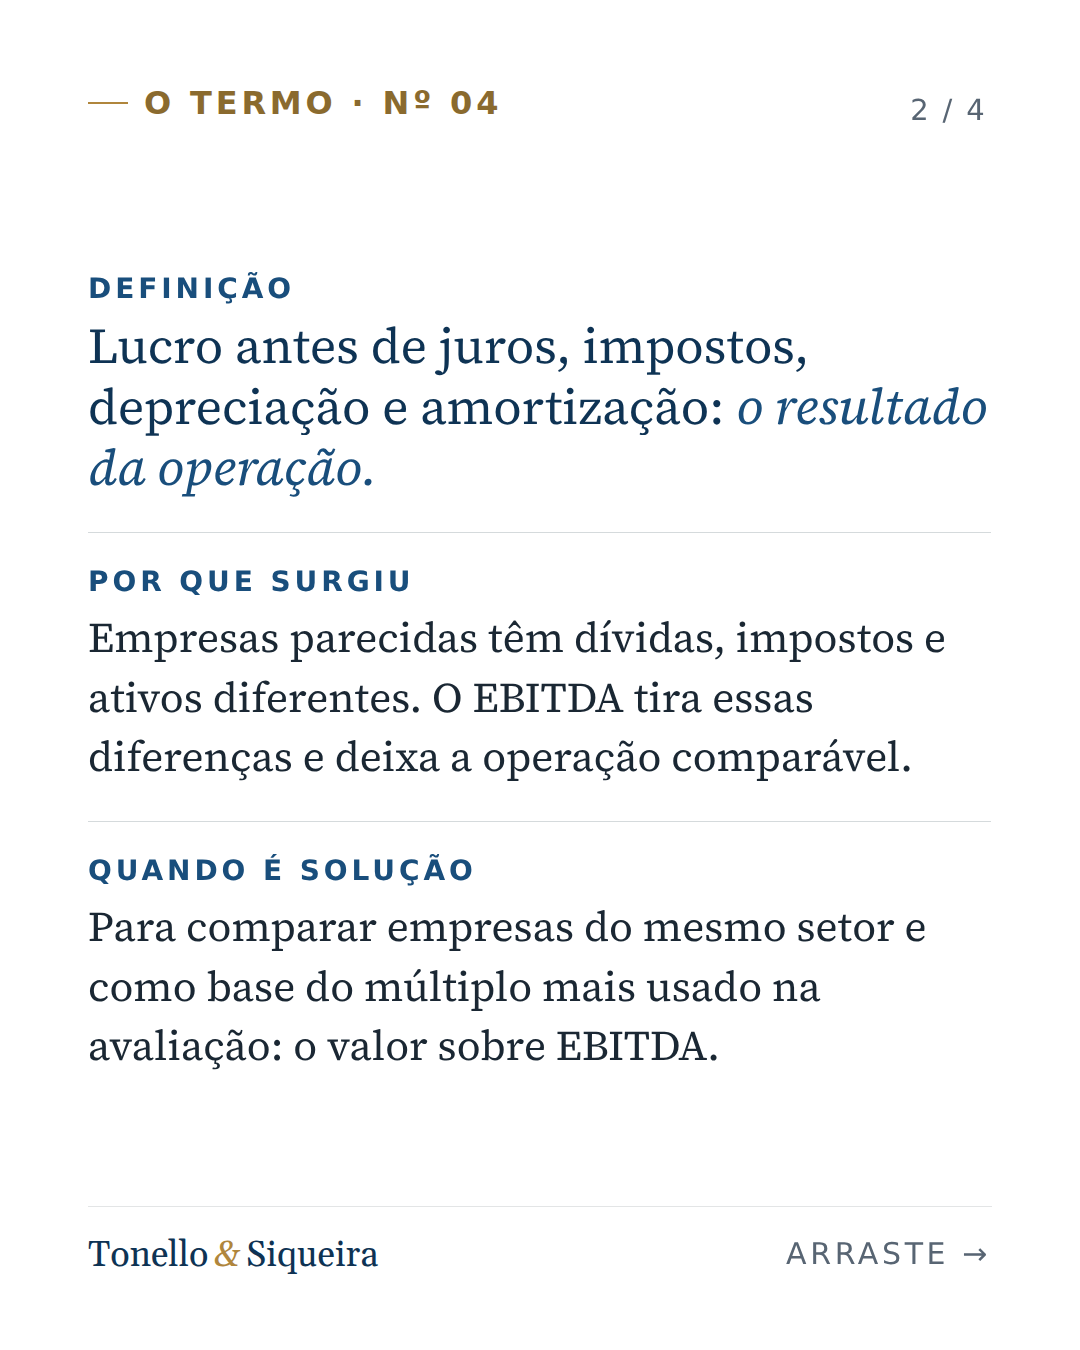 O TERMO · Nº 04
2 / 4
DEFINIÇÃO
Lucro antes de juros, impostos,
depreciação e amortização: o resultado
da operação.
POR QUE SURGIU
Empresas parecidas têm dívidas, impostos e
ativos diferentes. O EBITDA tira essas
diferenças e deixa a operação comparável.
QUANDO É SOLUÇÃO
Para comparar empresas do mesmo setor e
como base do múltiplo mais usado na
avaliação: o valor sobre EBITDA.
Tonello & Siqueira
ARRASTE →